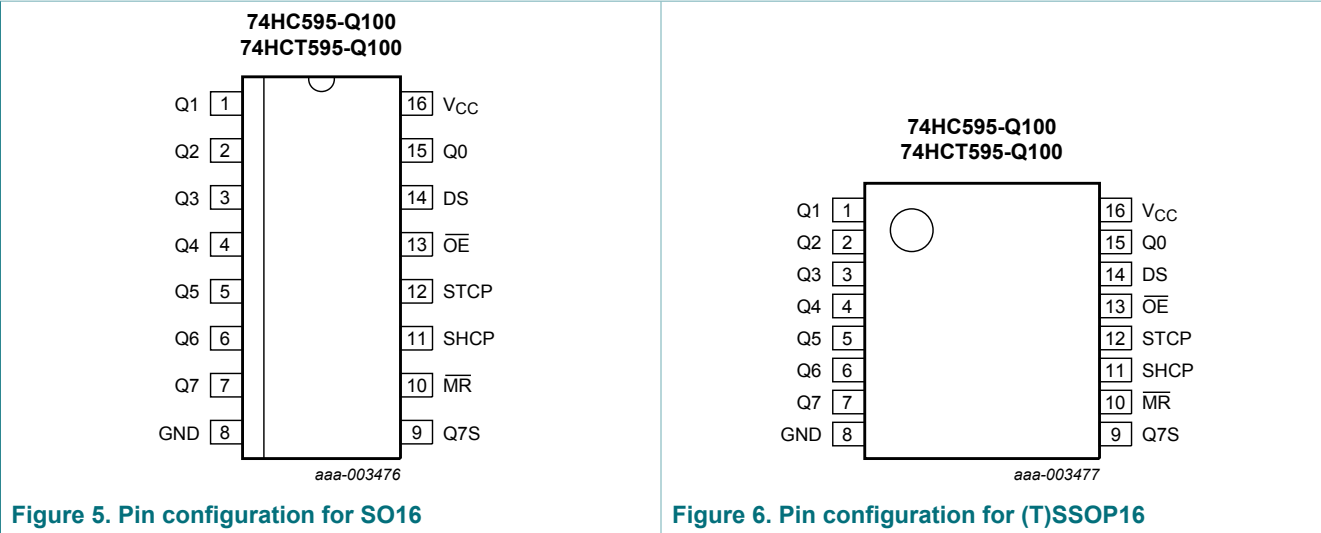 74HC595-Q100
74HCT595-Q100
Q1 1 16 VCC
Q2 2 15 Q0
Q3 3 14 DS
Q4 4 13 O̅E̅
Q5 5 12 STCP
Q6 6 11 SHCP
Q7 7 10 M̅R̅
GND 8 9 Q7S
aaa-003476
Figure 5. Pin configuration for SO16
74HC595-Q100
74HCT595-Q100
Q1 1 16 VCC
Q2 2 15 Q0
Q3 3 14 DS
Q4 4 13 O̅E̅
Q5 5 12 STCP
Q6 6 11 SHCP
Q7 7 10 M̅R̅
GND 8 9 Q7S
aaa-003477
Figure 6. Pin configuration for (T)SSOP16